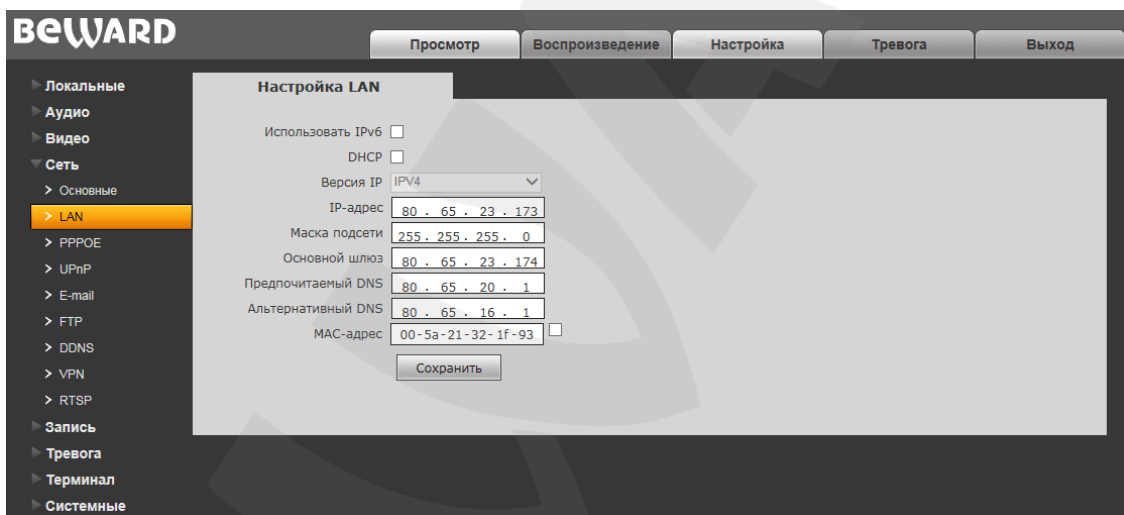 BEWARD
Просмотр
Воспроизведение
Настройка
Тревога
Выход
Локальные
Аудио
Видео
Сеть
Основные
LAN
PPPOE
UPnP
E-mail
FTP
DDNS
VPN
RTSP
Запись
Тревога
Терминал
Системные
Настройка LAN
Использовать IPv6
DHCP
Версия IP IPV4
IP-адрес 80 . 65 . 23 . 173
Маска подсети 255 . 255 . 255 . 0
Основной шлюз 80 . 65 . 23 . 174
Предпочитаемый DNS 80 . 65 . 20 . 1
Альтернативный DNS 80 . 65 . 16 . 1
MAC-адрес 00-5a-21-32-1f-93
Сохранить